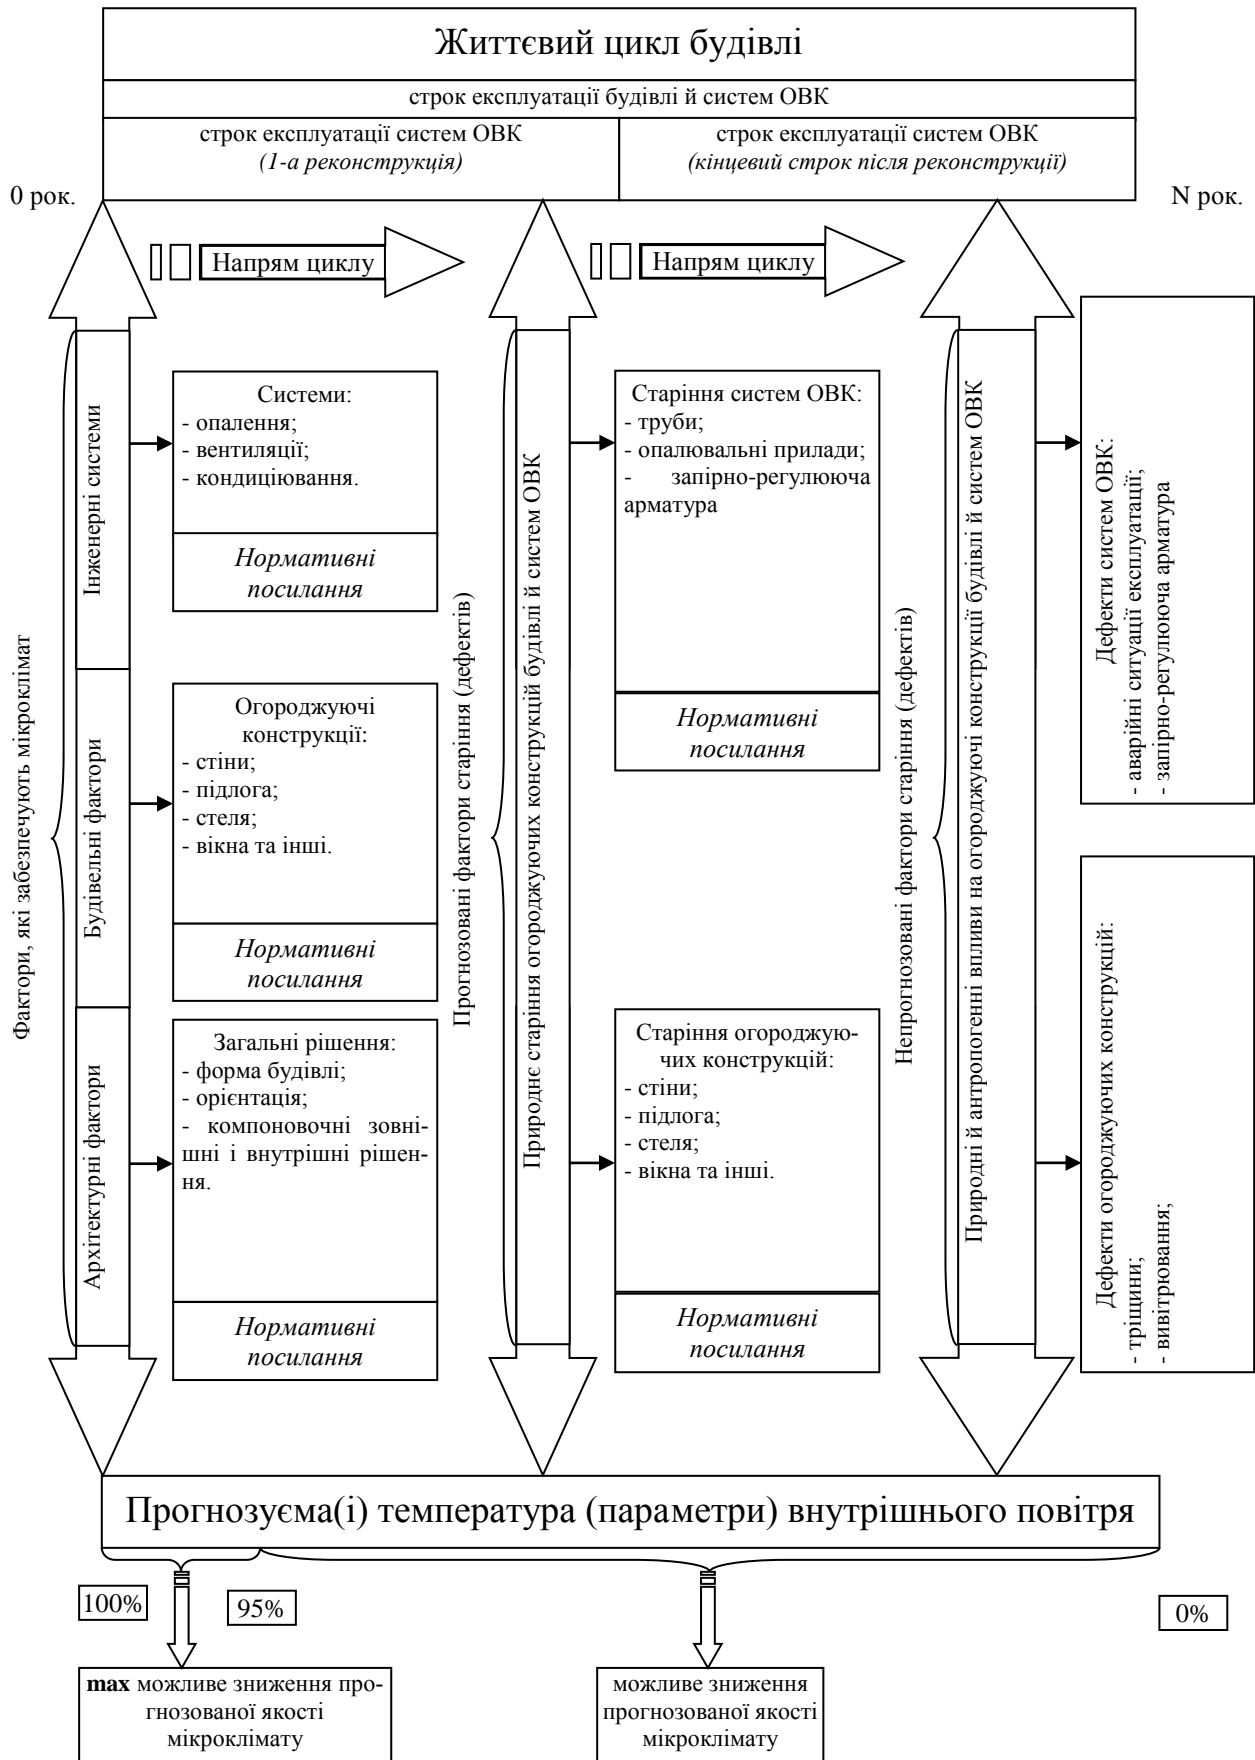 Життєвий цикл будівлі
строк експлуатації будівлі й систем ОВК
строк експлуатації систем ОВК
(1-а реконструкція)
строк експлуатації систем ОВК
(кінцевий строк після реконструкції)
0 рок.
N рок.
Напрям циклу
Напрям циклу
Фактори, які забезпечують мікроклімат
Інженерні системи
Будівельні фактори
Архітектурні фактори
Системи:
- опалення;
- вентиляції;
- кондиціювання.
Нормативні
посилання
Огороджуючі
конструкції:
- стіни;
- підлога;
- стеля;
- вікна та інші.
Нормативні
посилання
Загальні рішення:
- форма будівлі;
- орієнтація;
- компоновочні зовні-
шні і внутрішні рішен-
ня.
Нормативні
посилання
Прогнозовані фактори старіння (дефектів)
Природнє старіння огороджуючих конструкцій будівлі й систем ОВК
Старіння систем ОВК:
- труби;
- опалювальні прилади;
- запірно-регулююча
арматура
Нормативні
посилання
Старіння огороджую-
чих конструкцій:
- стіни;
- підлога;
- стеля;
- вікна та інші.
Нормативні
посилання
Непрогнозовані фактори старіння (дефектів)
Природні й антропогенні впливи на огороджуючі конструкції будівлі й систем ОВК
Дефекти систем ОВК:
- аварійні ситуації експлуатації;
- запірно-регулююча арматура
Дефекти огороджуючих конструкцій:
- тріщини;
- вивітрювання;
Прогнозуєма(і) температура (параметри) внутрішнього повітря
100%
95%
0%
max можливе зниження про-
гнозованої якості
мікроклімату
можливе зниження
прогнозованої якості
мікроклімату